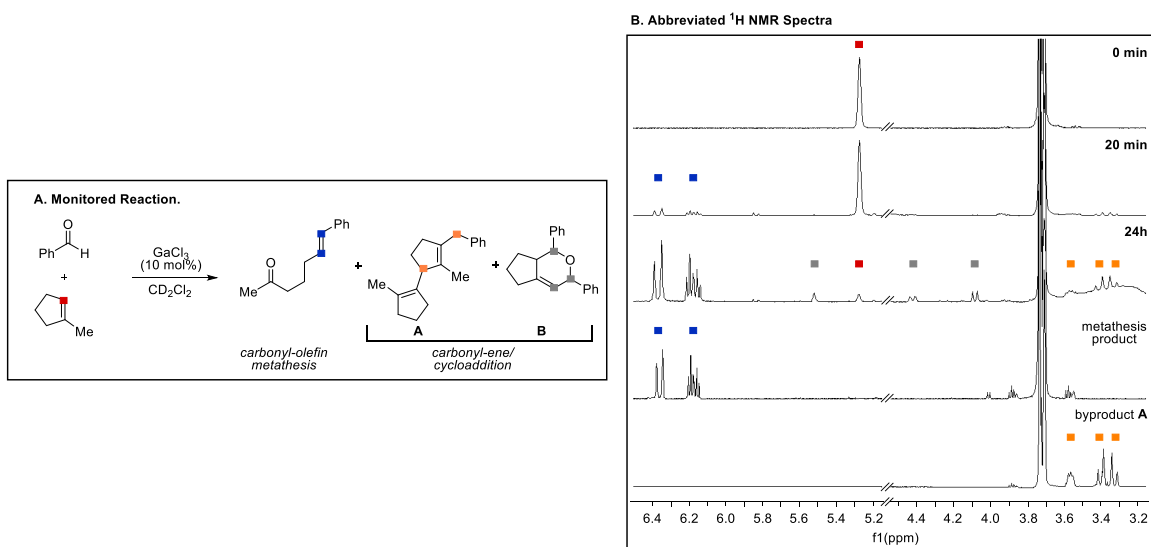 A. Monitored Reaction.
O
Ph
H
+
Me
GaCl3
(10 mol%)
CD2Cl2
O
Me
Ph
carbonyl-olefin
metathesis
+
Ph
Me
Me
A
+
Ph
O
Ph
B
carbonyl-ene/
cycloaddition
B. Abbreviated 1H NMR Spectra
0 min
20 min
24h
metathesis
product
byproduct A
6.4 6.2 6.0 5.8 5.6 5.4 5.2 4.4 4.2 4.0 3.8 3.6 3.4 3.2
f1(ppm)